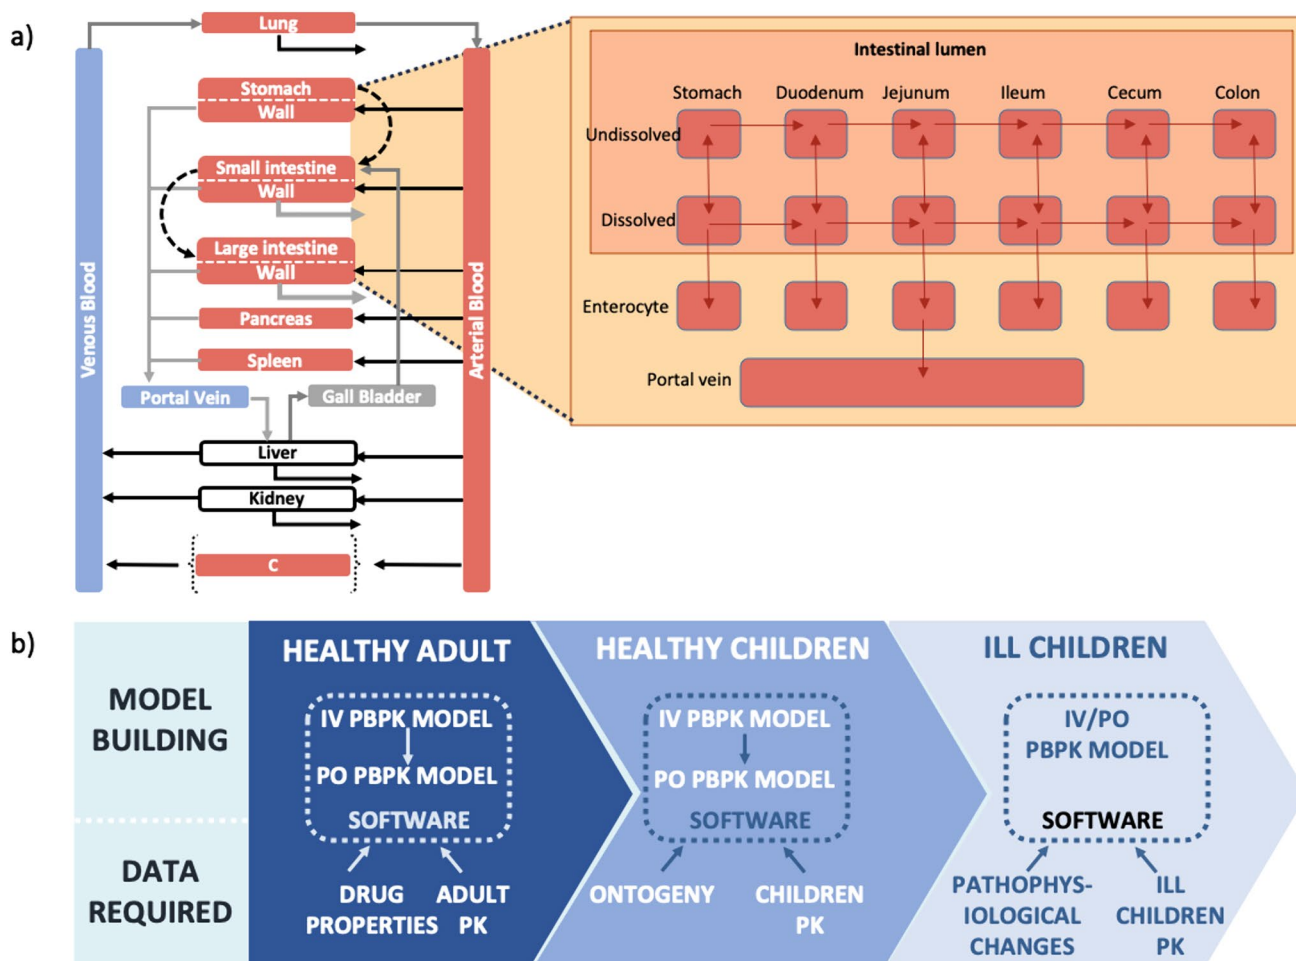 a)
Lung
Venous Blood
Arterial Blood
Stomach
Wall
Small intestine
Wall
Large intestine
Wall
Pancreas
Spleen
Portal Vein
Gall Bladder
Liver
Kidney
C
Intestinal lumen
Stomach Duodenum Jejunum Ileum Cecum Colon
Undissolved
Dissolved
Enterocyte
Portal vein
b)
MODEL
BUILDING
DATA
REQUIRED
HEALTHY ADULT
IV PBPK MODEL
PO PBPK MODEL
SOFTWARE
DRUG
PROPERTIES
ADULT
PK
HEALTHY CHILDREN
IV PBPK MODEL
PO PBPK MODEL
SOFTWARE
ONTOGENY
CHILDREN
PK
ILL CHILDREN
IV/PO
PBPK MODEL
SOFTWARE
PATHOPHYS-
IOLOGICAL
CHANGES
ILL
CHILDREN
PK